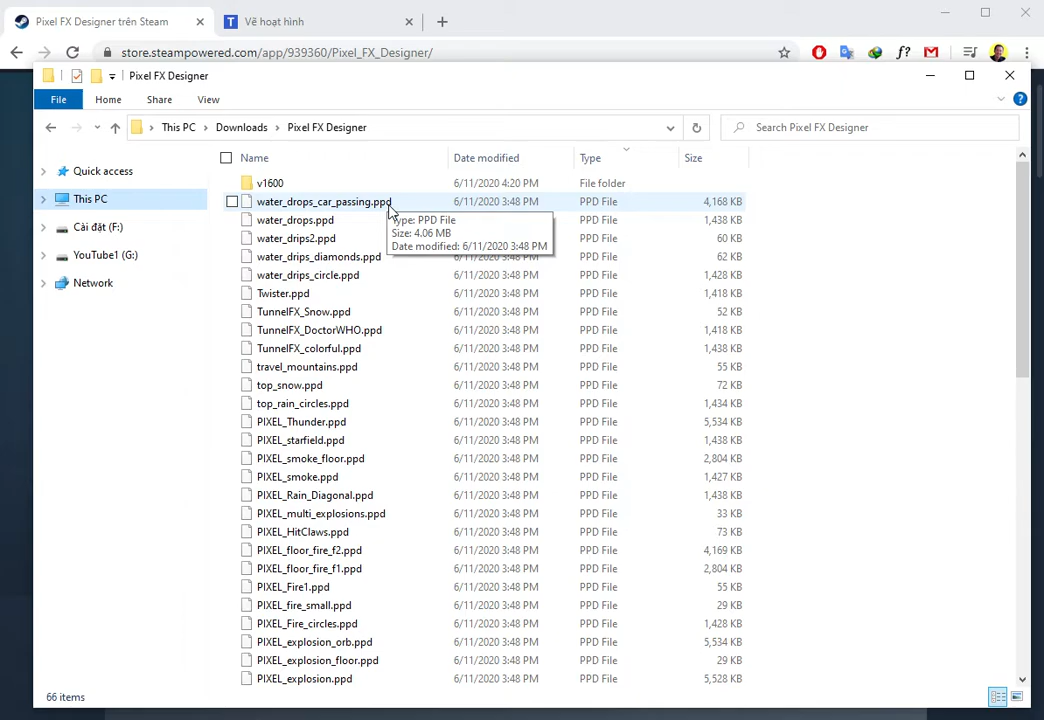 Pixel FX Designer trên Steam
Vẽ hoạt hình
store.steampowered.com/app/939360/Pixel_FX_Designer/
Pixel FX Designer
File Home Share View
This PC > Downloads > Pixel FX Designer
Search Pixel FX Designer
Name Date modified Type Size
Quick access
This PC
Cài đặt (F:)
YouTube1 (G:)
Network
v1600 6/11/2020 4:20 PM File folder
water_drops_car_passing.ppd 6/11/2020 3:48 PM PPD File 4,168 KB
water_drops.ppd PPD File 1,438 KB
Type: PPD File
Size: 4.06 MB
Date modified: 6/11/2020 3:48 PM
water_drips2.ppd PPD File 60 KB
water_drips_diamonds.ppd 6/11/2020 3:48 PM PPD File 62 KB
water_drips_circle.ppd 6/11/2020 3:48 PM PPD File 1,428 KB
Twister.ppd 6/11/2020 3:48 PM PPD File 1,418 KB
TunnelFX_Snow.ppd 6/11/2020 3:48 PM PPD File 52 KB
TunnelFX_DoctorWHO.ppd 6/11/2020 3:48 PM PPD File 1,418 KB
TunnelFX_colorful.ppd 6/11/2020 3:48 PM PPD File 1,438 KB
travel_mountains.ppd 6/11/2020 3:48 PM PPD File 55 KB
top_snow.ppd 6/11/2020 3:48 PM PPD File 72 KB
top_rain_circles.ppd 6/11/2020 3:48 PM PPD File 1,434 KB
PIXEL_Thunder.ppd 6/11/2020 3:48 PM PPD File 5,534 KB
PIXEL_starfield.ppd 6/11/2020 3:48 PM PPD File 1,438 KB
PIXEL_smoke_floor.ppd 6/11/2020 3:48 PM PPD File 2,804 KB
PIXEL_smoke.ppd 6/11/2020 3:48 PM PPD File 1,427 KB
PIXEL_Rain_Diagonal.ppd 6/11/2020 3:48 PM PPD File 1,438 KB
PIXEL_multi_explosions.ppd 6/11/2020 3:48 PM PPD File 33 KB
PIXEL_HitClaws.ppd 6/11/2020 3:48 PM PPD File 73 KB
PIXEL_floor_fire_f2.ppd 6/11/2020 3:48 PM PPD File 4,169 KB
PIXEL_floor_fire_f1.ppd 6/11/2020 3:48 PM PPD File 2,804 KB
PIXEL_Fire1.ppd 6/11/2020 3:48 PM PPD File 55 KB
PIXEL_fire_small.ppd 6/11/2020 3:48 PM PPD File 29 KB
PIXEL_Fire_circles.ppd 6/11/2020 3:48 PM PPD File 1,428 KB
PIXEL_explosion_orb.ppd 6/11/2020 3:48 PM PPD File 5,534 KB
PIXEL_explosion_floor.ppd 6/11/2020 3:48 PM PPD File 29 KB
PIXEL_explosion.ppd 6/11/2020 3:48 PM PPD File 5,528 KB
66 items